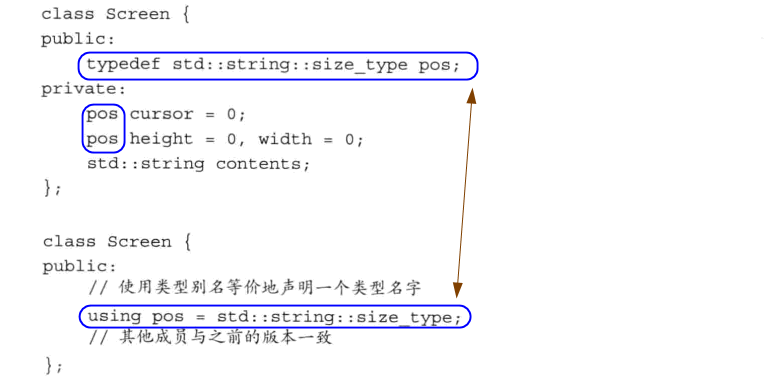 class Screen {
public:
    typedef std::string::size_type pos;
private:
    pos cursor = 0;
    pos height = 0, width = 0;
    std::string contents;
};
class Screen {
public:
    // 使用类型别名等价地声明一个类型名字
    using pos = std::string::size_type;
    // 其他成员与之前的版本一致
};